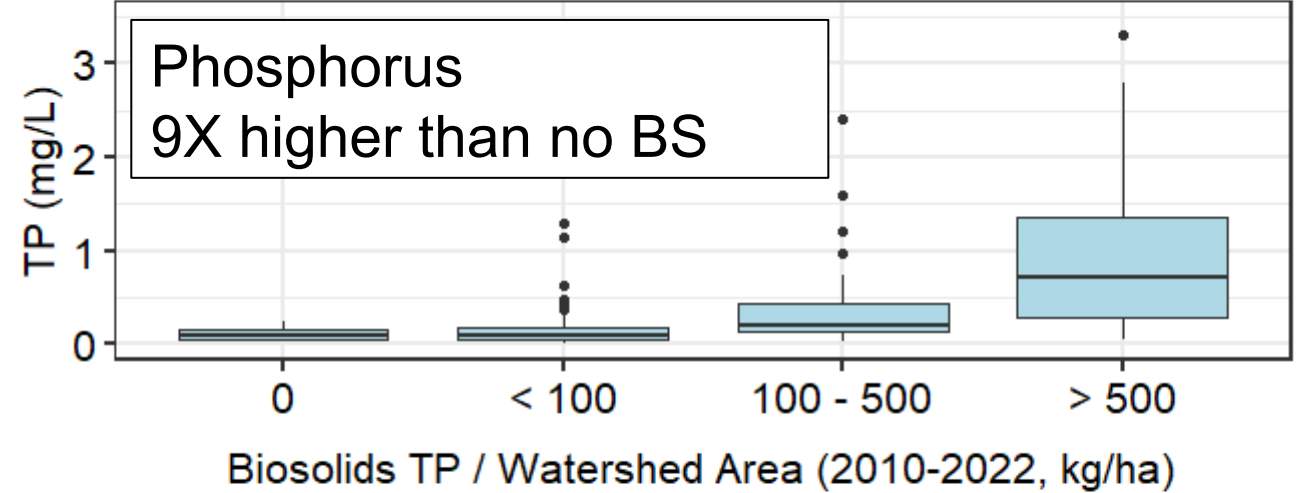 Phosphorus
9X higher than no BS
TP (mg/L)
3
2
1
0
0
< 100
100 - 500
> 500
Biosolids TP / Watershed Area (2010-2022, kg/ha)